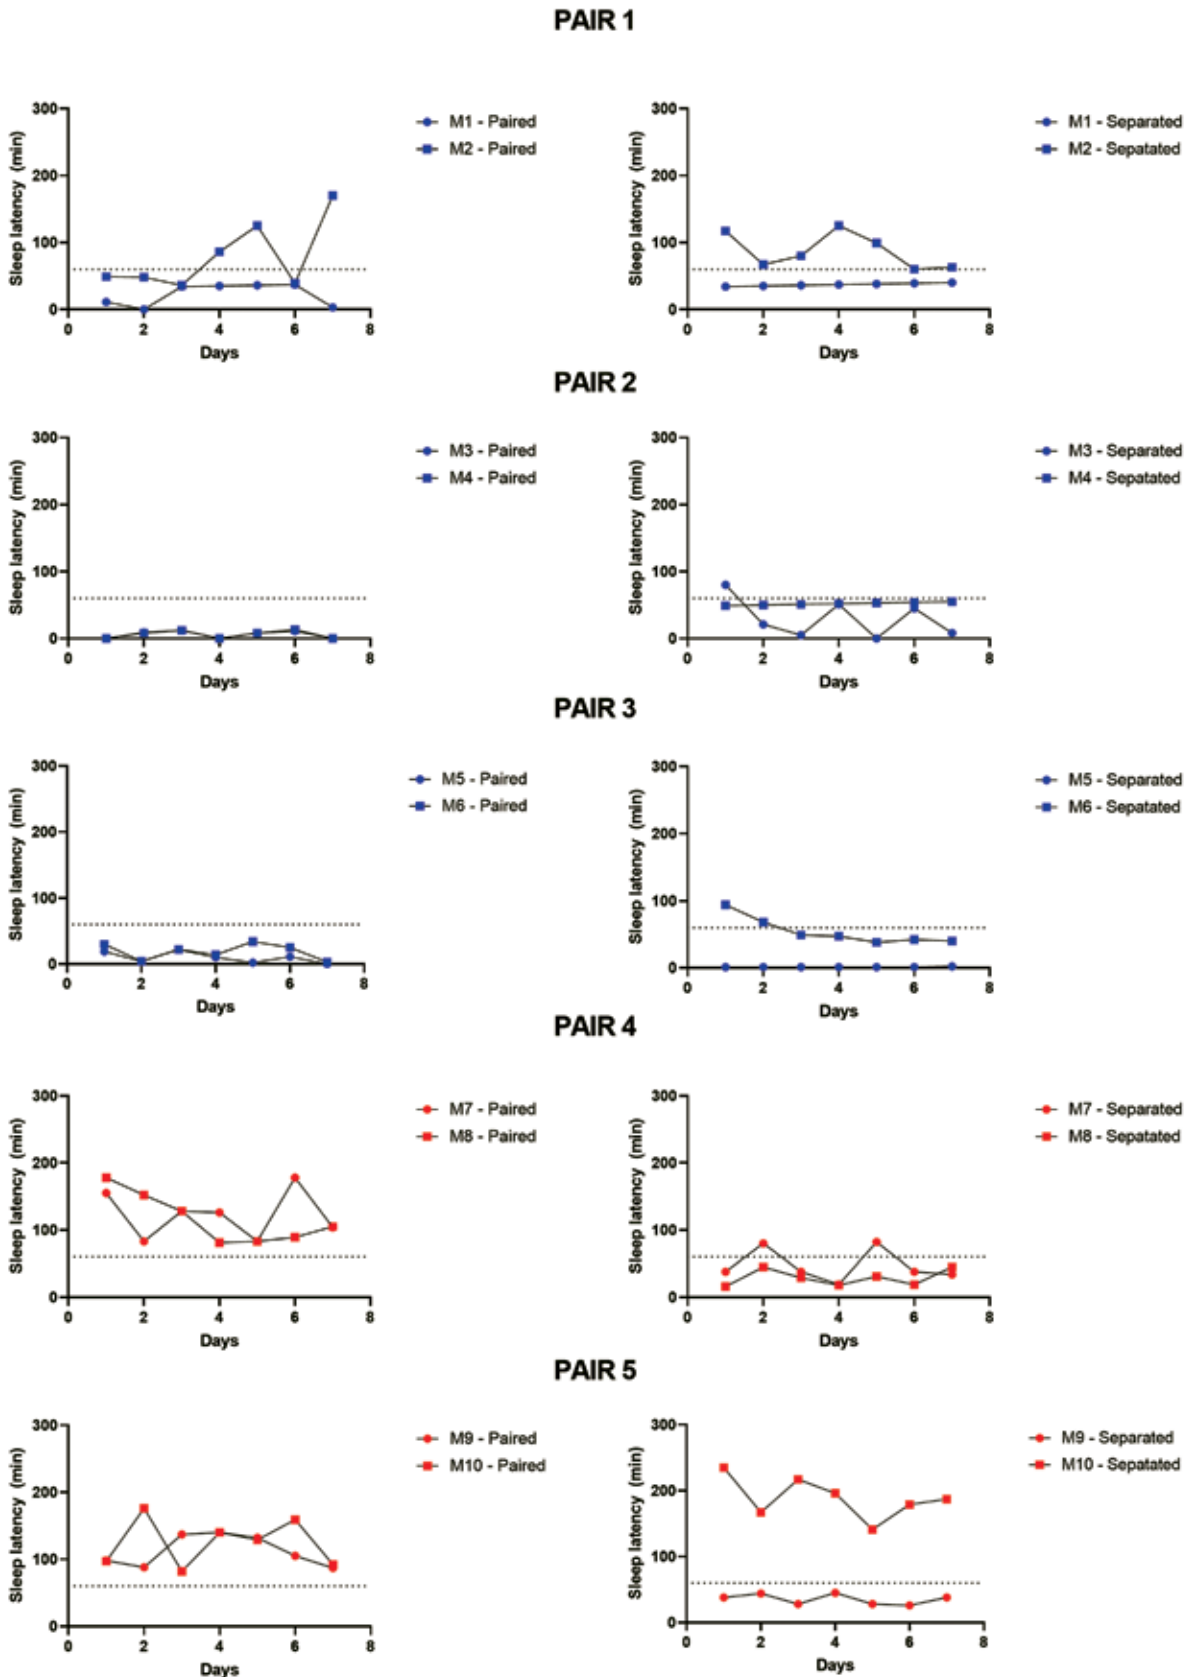 PAIR 1
Sleep latency (min)
300
200
100
0
0 2 4 6 8
Days
M1 - Paired
M2 - Paired
Sleep latency (min)
300
200
100
0
0 2 4 6 8
Days
M1 - Separated
M2 - Sepatated
PAIR 2
Sleep latency (min)
300
200
100
0
0 2 4 6 8
Days
M3 - Paired
M4 - Paired
Sleep latency (min)
300
200
100
0
0 2 4 6 8
Days
M3 - Separated
M4 - Sepatated
PAIR 3
Sleep latency (min)
300
200
100
0
0 2 4 6 8
Days
M5 - Paired
M6 - Paired
Sleep latency (min)
300
200
100
0
0 2 4 6 8
Days
M5 - Separated
M6 - Sepatated
PAIR 4
Sleep latency (min)
300
200
100
0
0 2 4 6 8
Days
M7 - Paired
M8 - Paired
Sleep latency (min)
300
200
100
0
0 2 4 6 8
Days
M7 - Separated
M8 - Sepatated
PAIR 5
Sleep latency (min)
300
200
100
0
0 2 4 6 8
Days
M9 - Paired
M10 - Paired
Sleep latency (min)
300
200
100
0
0 2 4 6 8
Days
M9 - Separated
M10 - Sepatated